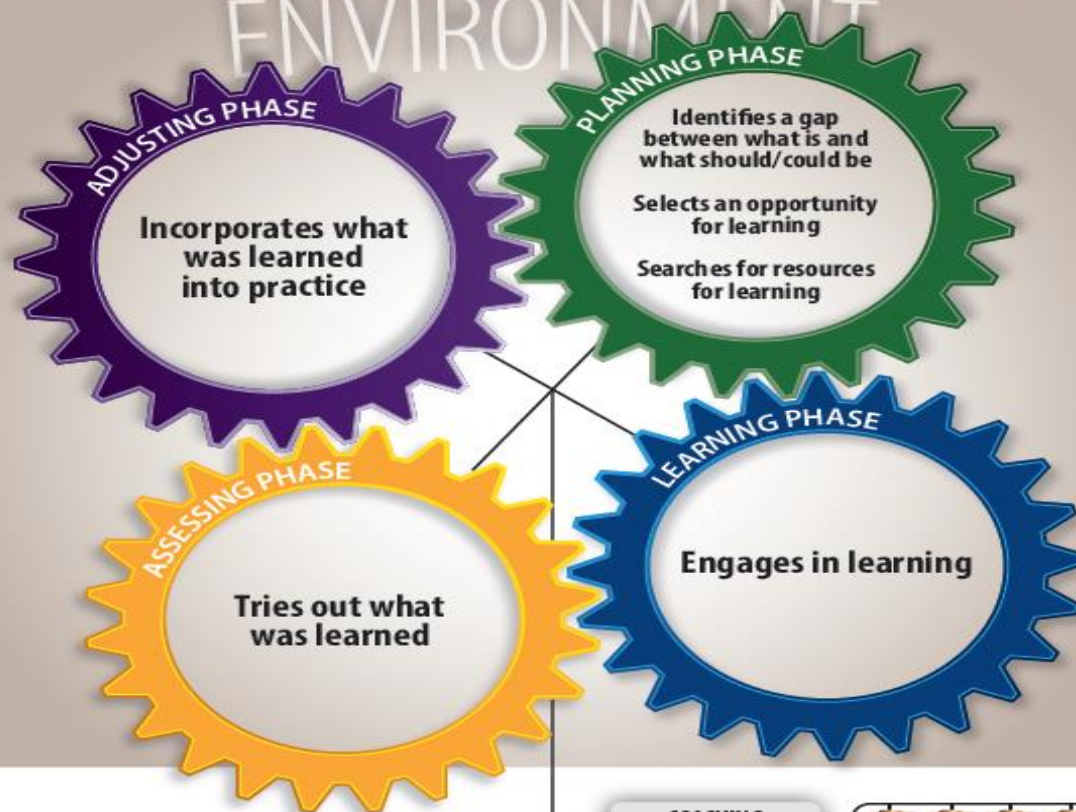 ENVIRONMENT
ADJUSTING PHASE
Incorporates what
was learned
into practice
PLANNING PHASE
Identifies a gap
between what is and
what should/could be
Selects an opportunity
for learning
Searches for resources
for learning
ASSESSING PHASE
Tries out what
was learned
LEARNING PHASE
Engages in learning